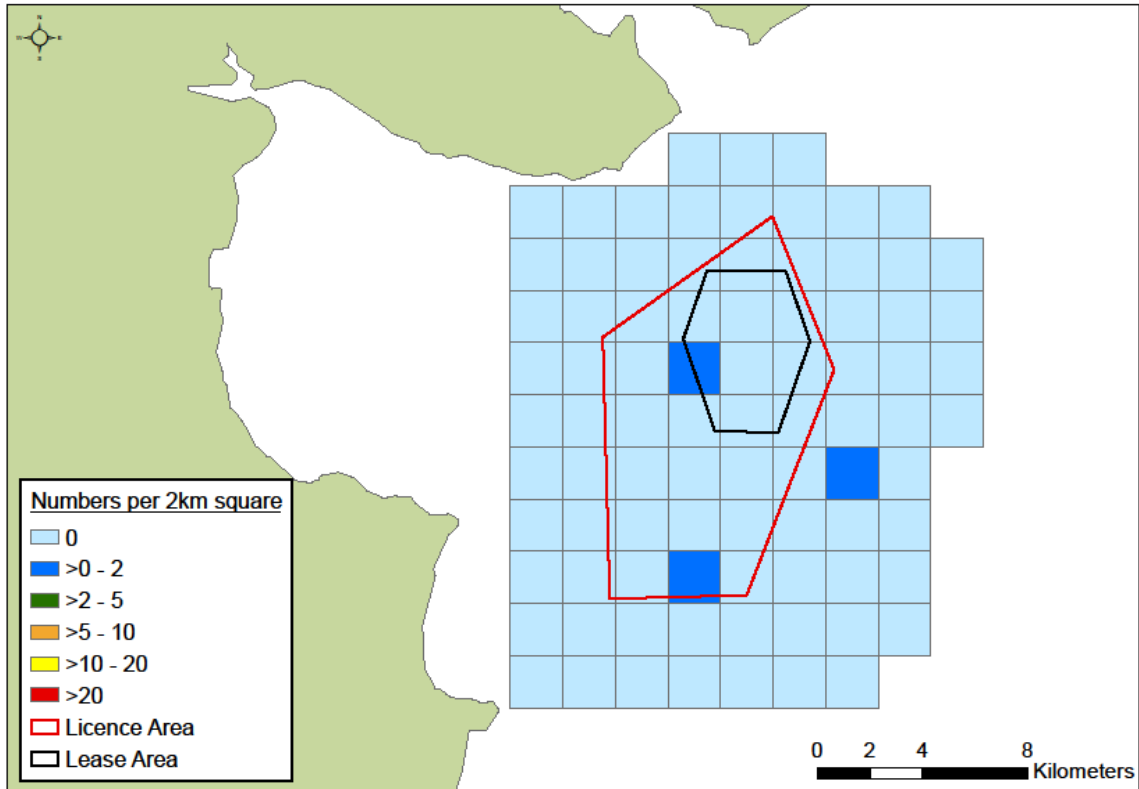 N
W E
S
Numbers per 2km square
0
>0 - 2
>2 - 5
>5 - 10
>10 - 20
>20
Licence Area
Lease Area
0 2 4 8
Kilometers